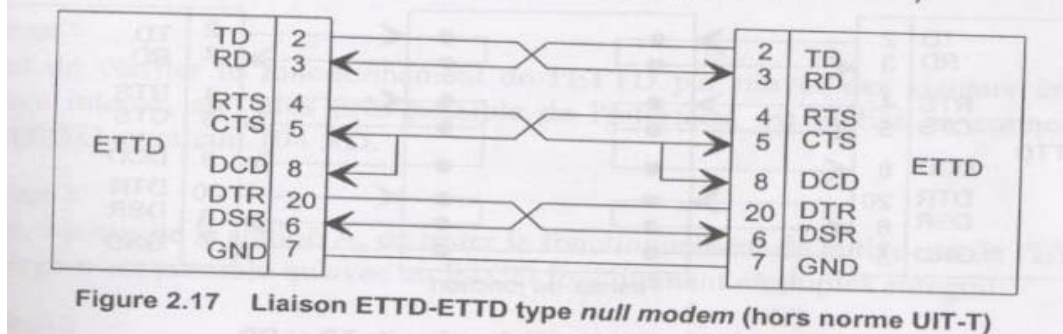 TD 2
RD 3
RTS 4
CTS 5
ETTD
DCD 8
DTR 20
DSR 6
GND 7
2 TD
3 RD
4 RTS
5 CTS
ETTD
8 DCD
20 DTR
6 DSR
7 GND
Figure 2.17 Liaison ETTD-ETTD type null modem (hors norme UIT-T)